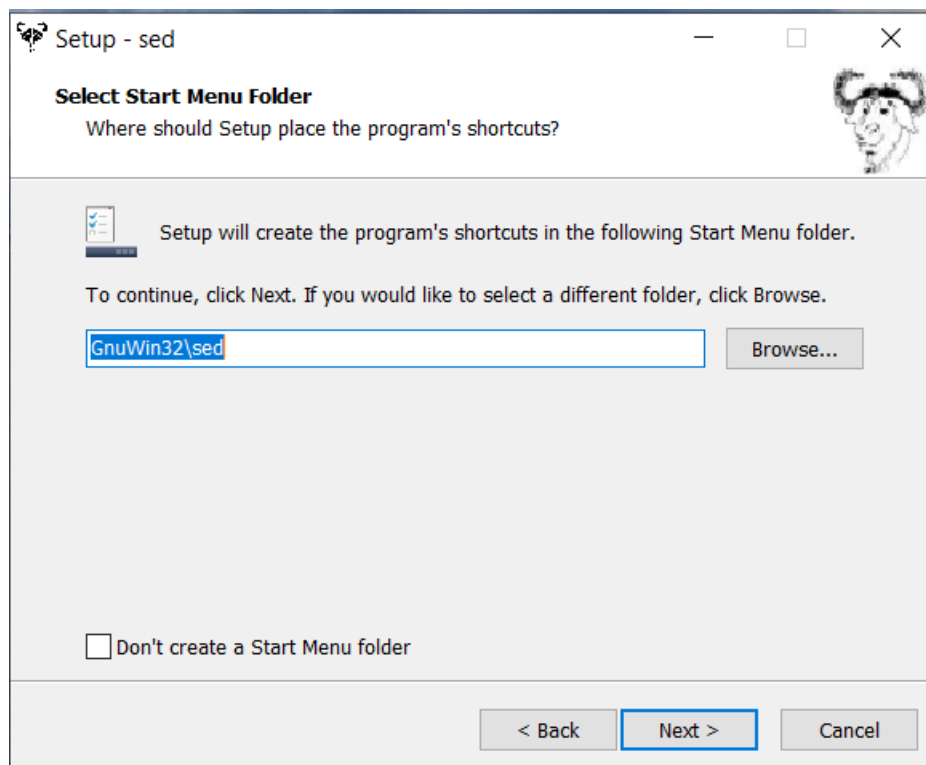 Setup - sed
Select Start Menu Folder
Where should Setup place the program's shortcuts?
Setup will create the program's shortcuts in the following Start Menu folder.
To continue, click Next. If you would like to select a different folder, click Browse.
GnuWin32\sed
Browse...
Don't create a Start Menu folder
< Back
Next >
Cancel